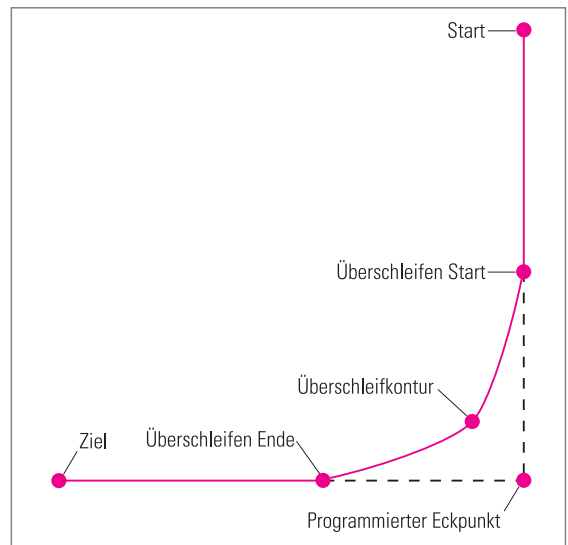 Start
Überschleifen Start
Überschleifkontur
Ziel
Überschleifen Ende
Programmierter Eckpunkt